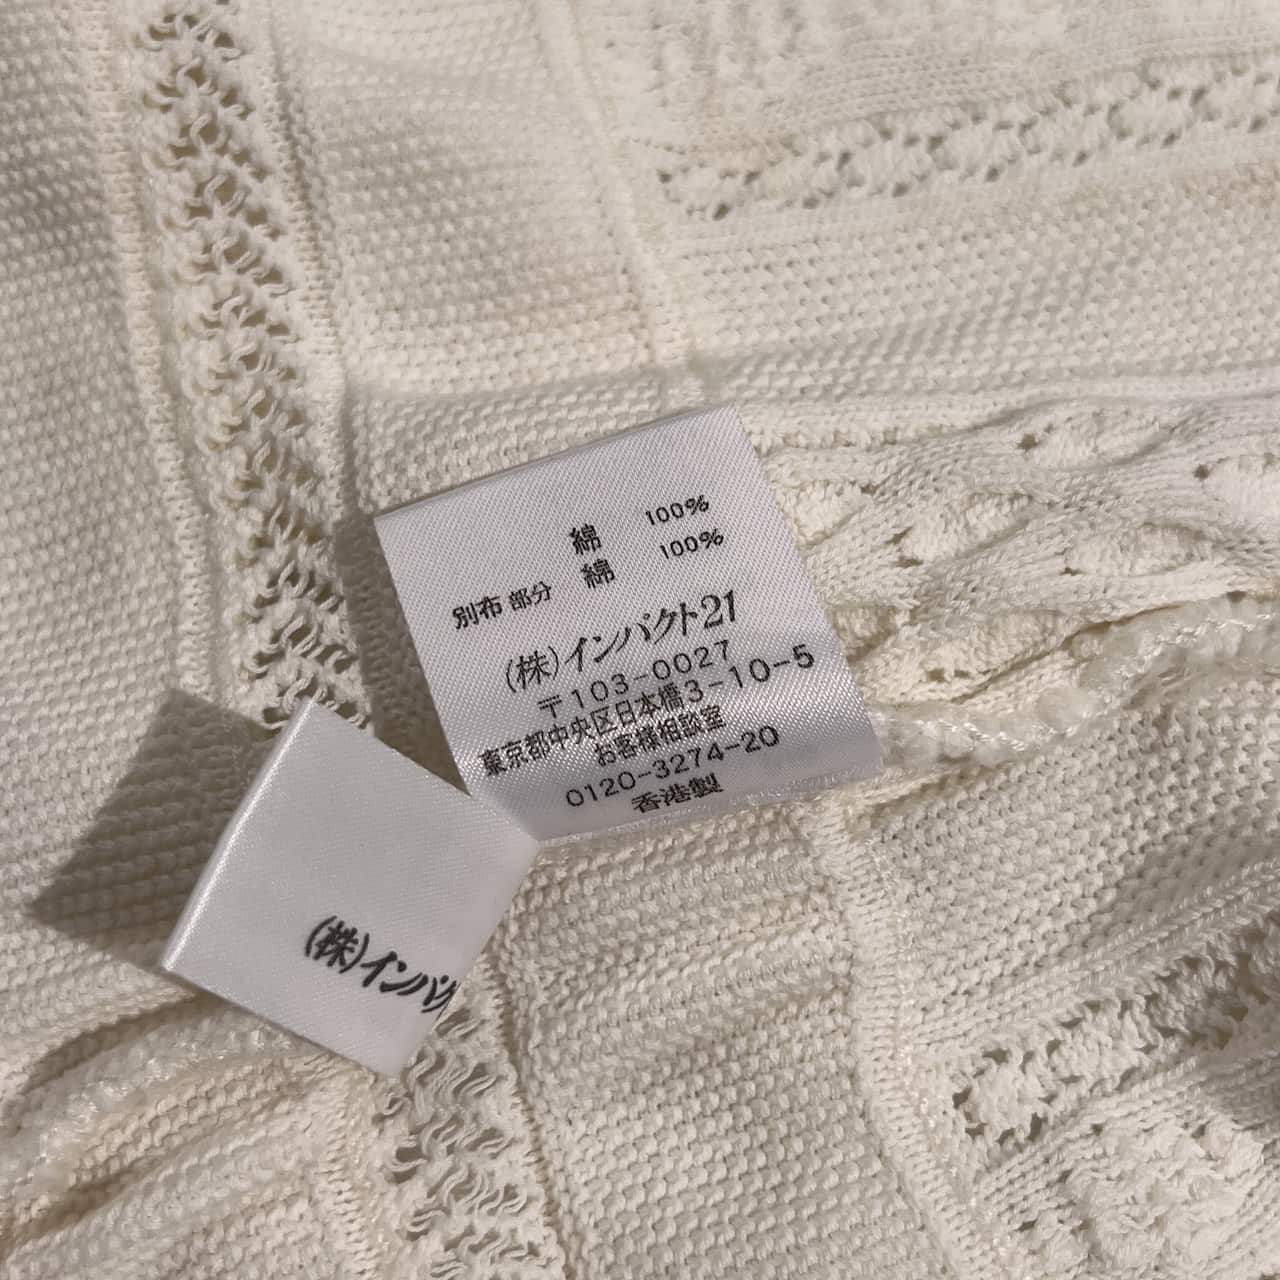 綿 100%
別布部分 綿 100%
(株)インパクト21
〒103-0027
東京都中央区日本橋3-10-5
お客様相談室
0120-3274-20
香港製
(株)インパク